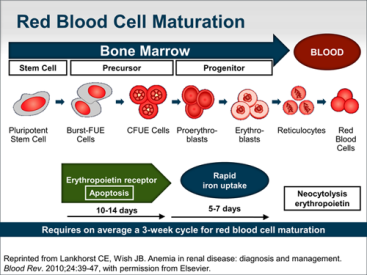 Red Blood Cell Maturation
Bone Marrow
BLOOD
Stem Cell
Precursor
Progenitor
Pluripotent
Stem Cell
Burst-FUE
Cells
CFUE Cells
Proerythro-
blasts
Erythro-
blasts
Reticulocytes
Red
Blood
Cells
Erythropoietin receptor
Apoptosis
Rapid
iron uptake
Neocytolysis
erythropoietin
10-14 days
5-7 days
Requires on average a 3-week cycle for red blood cell maturation
Reprinted from Lankhorst CE, Wish JB. Anemia in renal disease: diagnosis and management.
Blood Rev. 2010;24:39-47, with permission from Elsevier.